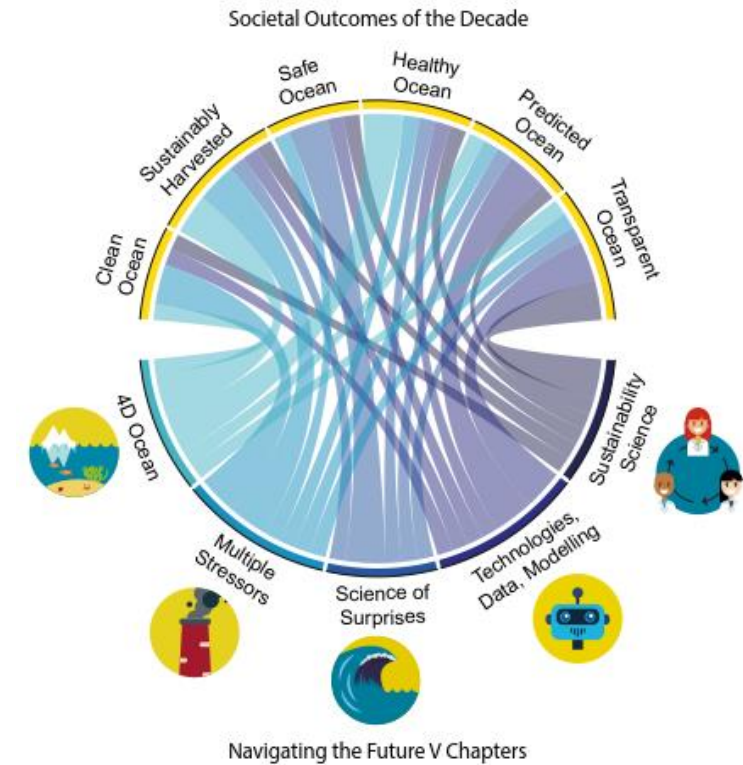 Societal Outcomes of the Decade
Safe
Ocean
Healthy
Ocean
Sustainably
Harvested
Predicted
Ocean
Clean
Ocean
Transparent
Ocean
4D Ocean
Sustainability
Science
Multiple
Stressors
Science of
Surprises
Technologies,
Data, Modelling
Navigating the Future V Chapters